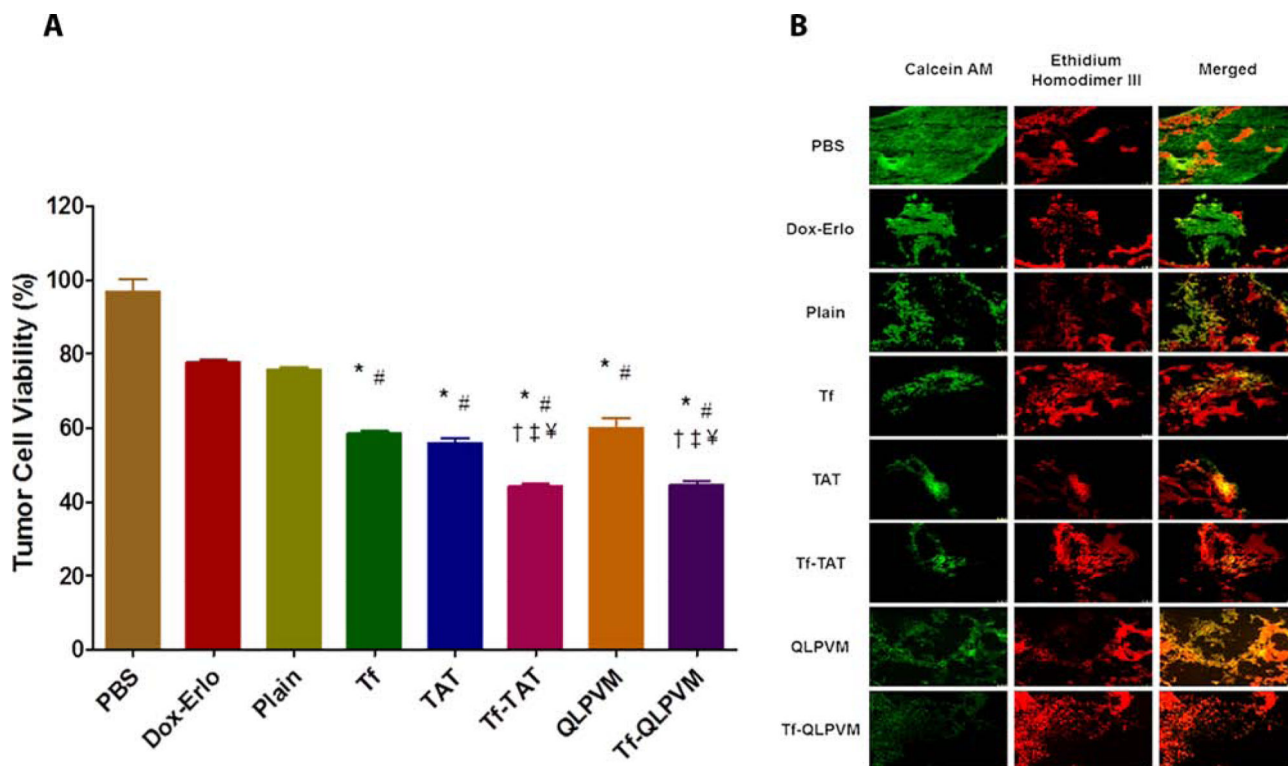 A
Tumor Cell Viability (%)
120
100
80
60
40
20
0
* #
* #
* #
† ‡ ¥
* #
* #
† ‡ ¥
PBS
Dox-Erlo
Plain
Tf
TAT
Tf-TAT
QLPVM
Tf-QLPVM
B
Calcein AM
Ethidium
Homodimer III
Merged
PBS
Dox-Erlo
Plain
Tf
TAT
Tf-TAT
QLPVM
Tf-QLPVM